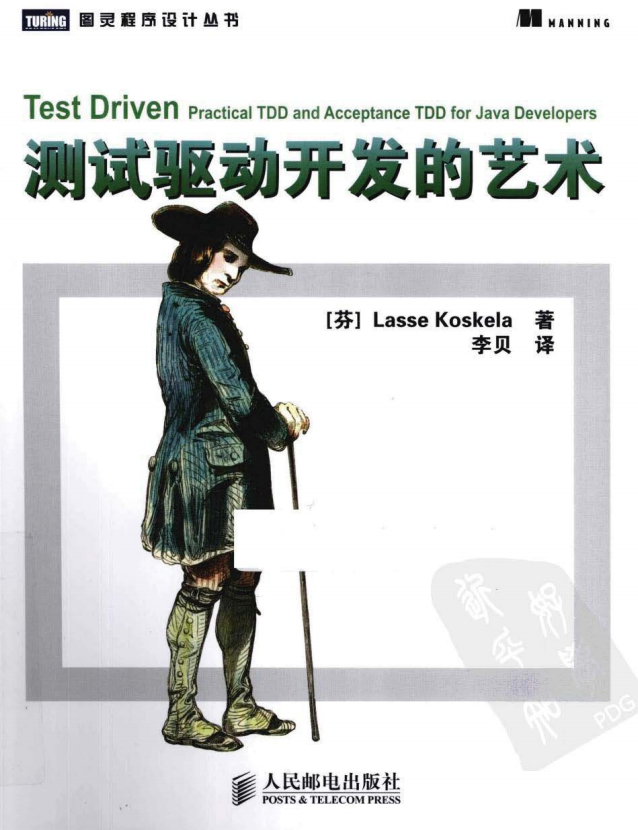 TURING 图灵程序设计丛书
MANNING
Test Driven Practical TDD and Acceptance TDD for Java Developers
测试驱动开发的艺术
[芬] Lasse Koskela 著
李贝 译
PDG
人民邮电出版社
POSTS & TELECOM PRESS